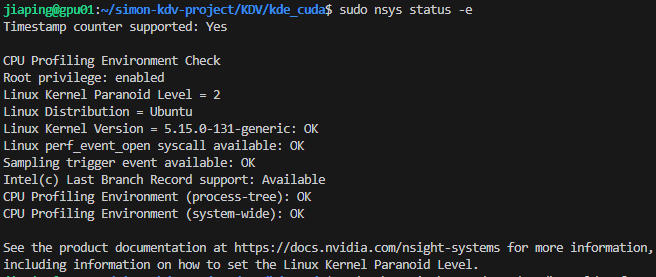 jiaping@gpu01:~/simon-kdv-project/KDV/kde_cuda$ sudo nsys status -e
Timestamp counter supported: Yes

CPU Profiling Environment Check
Root privilege: enabled
Linux Kernel Paranoid Level = 2
Linux Distribution = Ubuntu
Linux Kernel Version = 5.15.0-131-generic: OK
Linux perf_event_open syscall available: OK
Sampling trigger event available: OK
Intel(c) Last Branch Record support: Available
CPU Profiling Environment (process-tree): OK
CPU Profiling Environment (system-wide): OK

See the product documentation at https://docs.nvidia.com/nsight-systems for more information,
including information on how to set the Linux Kernel Paranoid Level.